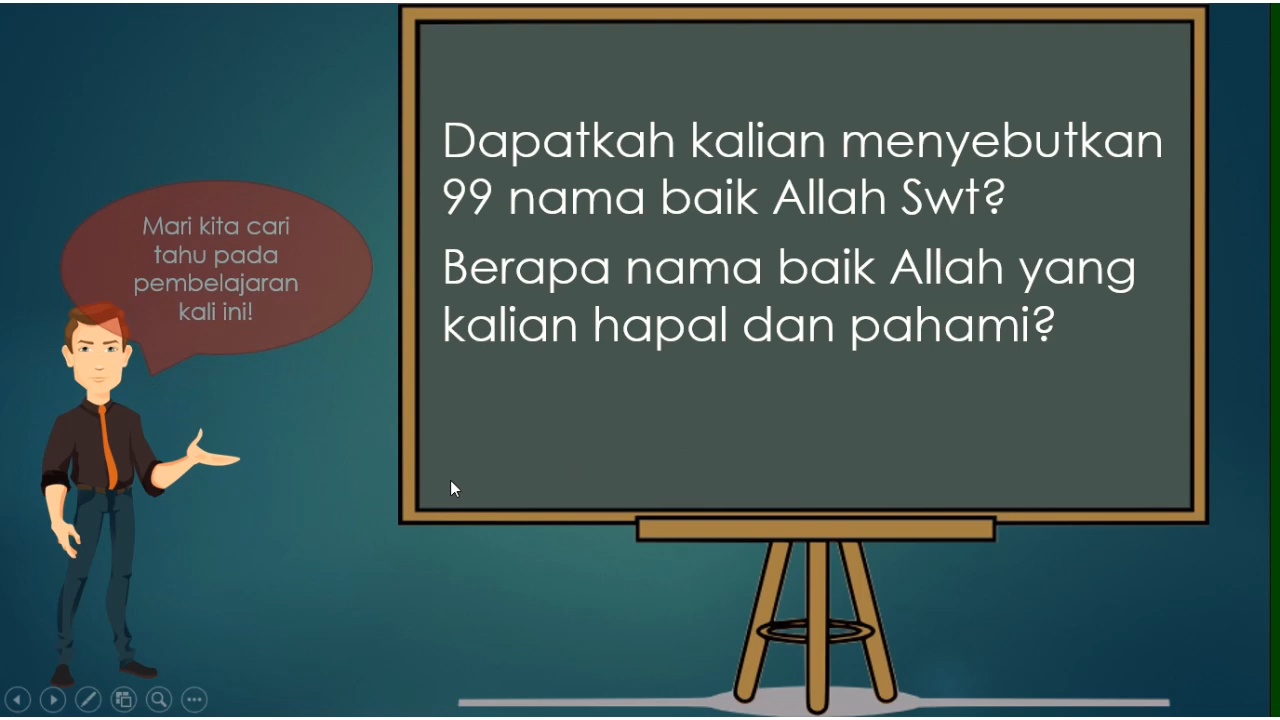 Dapatkah kalian menyebutkan
99 nama baik Allah Swt?
Berapa nama baik Allah yang
kalian hapal dan pahami?
Mari kita cari
tahu pada
pembelajaran
kali ini!